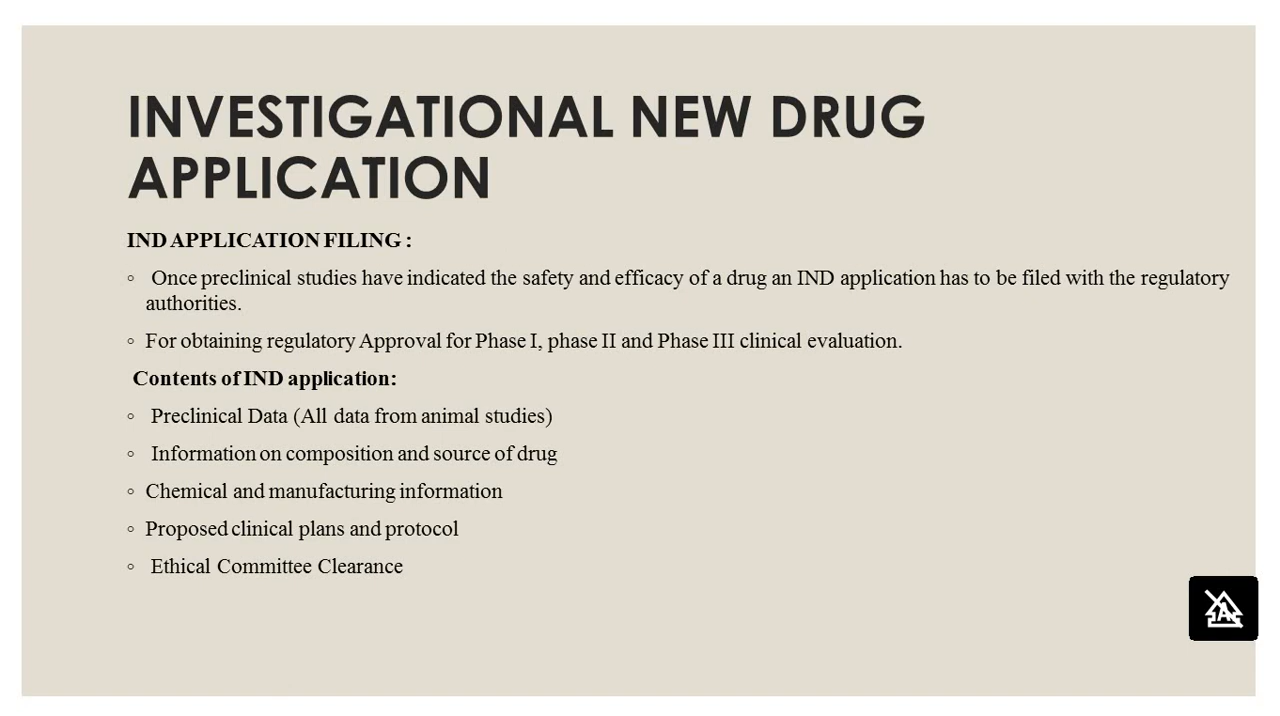 INVESTIGATIONAL NEW DRUG
APPLICATION
IND APPLICATION FILING :
◦ Once preclinical studies have indicated the safety and efficacy of a drug an IND application has to be filed with the regulatory
authorities.
◦ For obtaining regulatory Approval for Phase I, phase II and Phase III clinical evaluation.
Contents of IND application:
◦ Preclinical Data (All data from animal studies)
◦ Information on composition and source of drug
◦ Chemical and manufacturing information
◦ Proposed clinical plans and protocol
◦ Ethical Committee Clearance